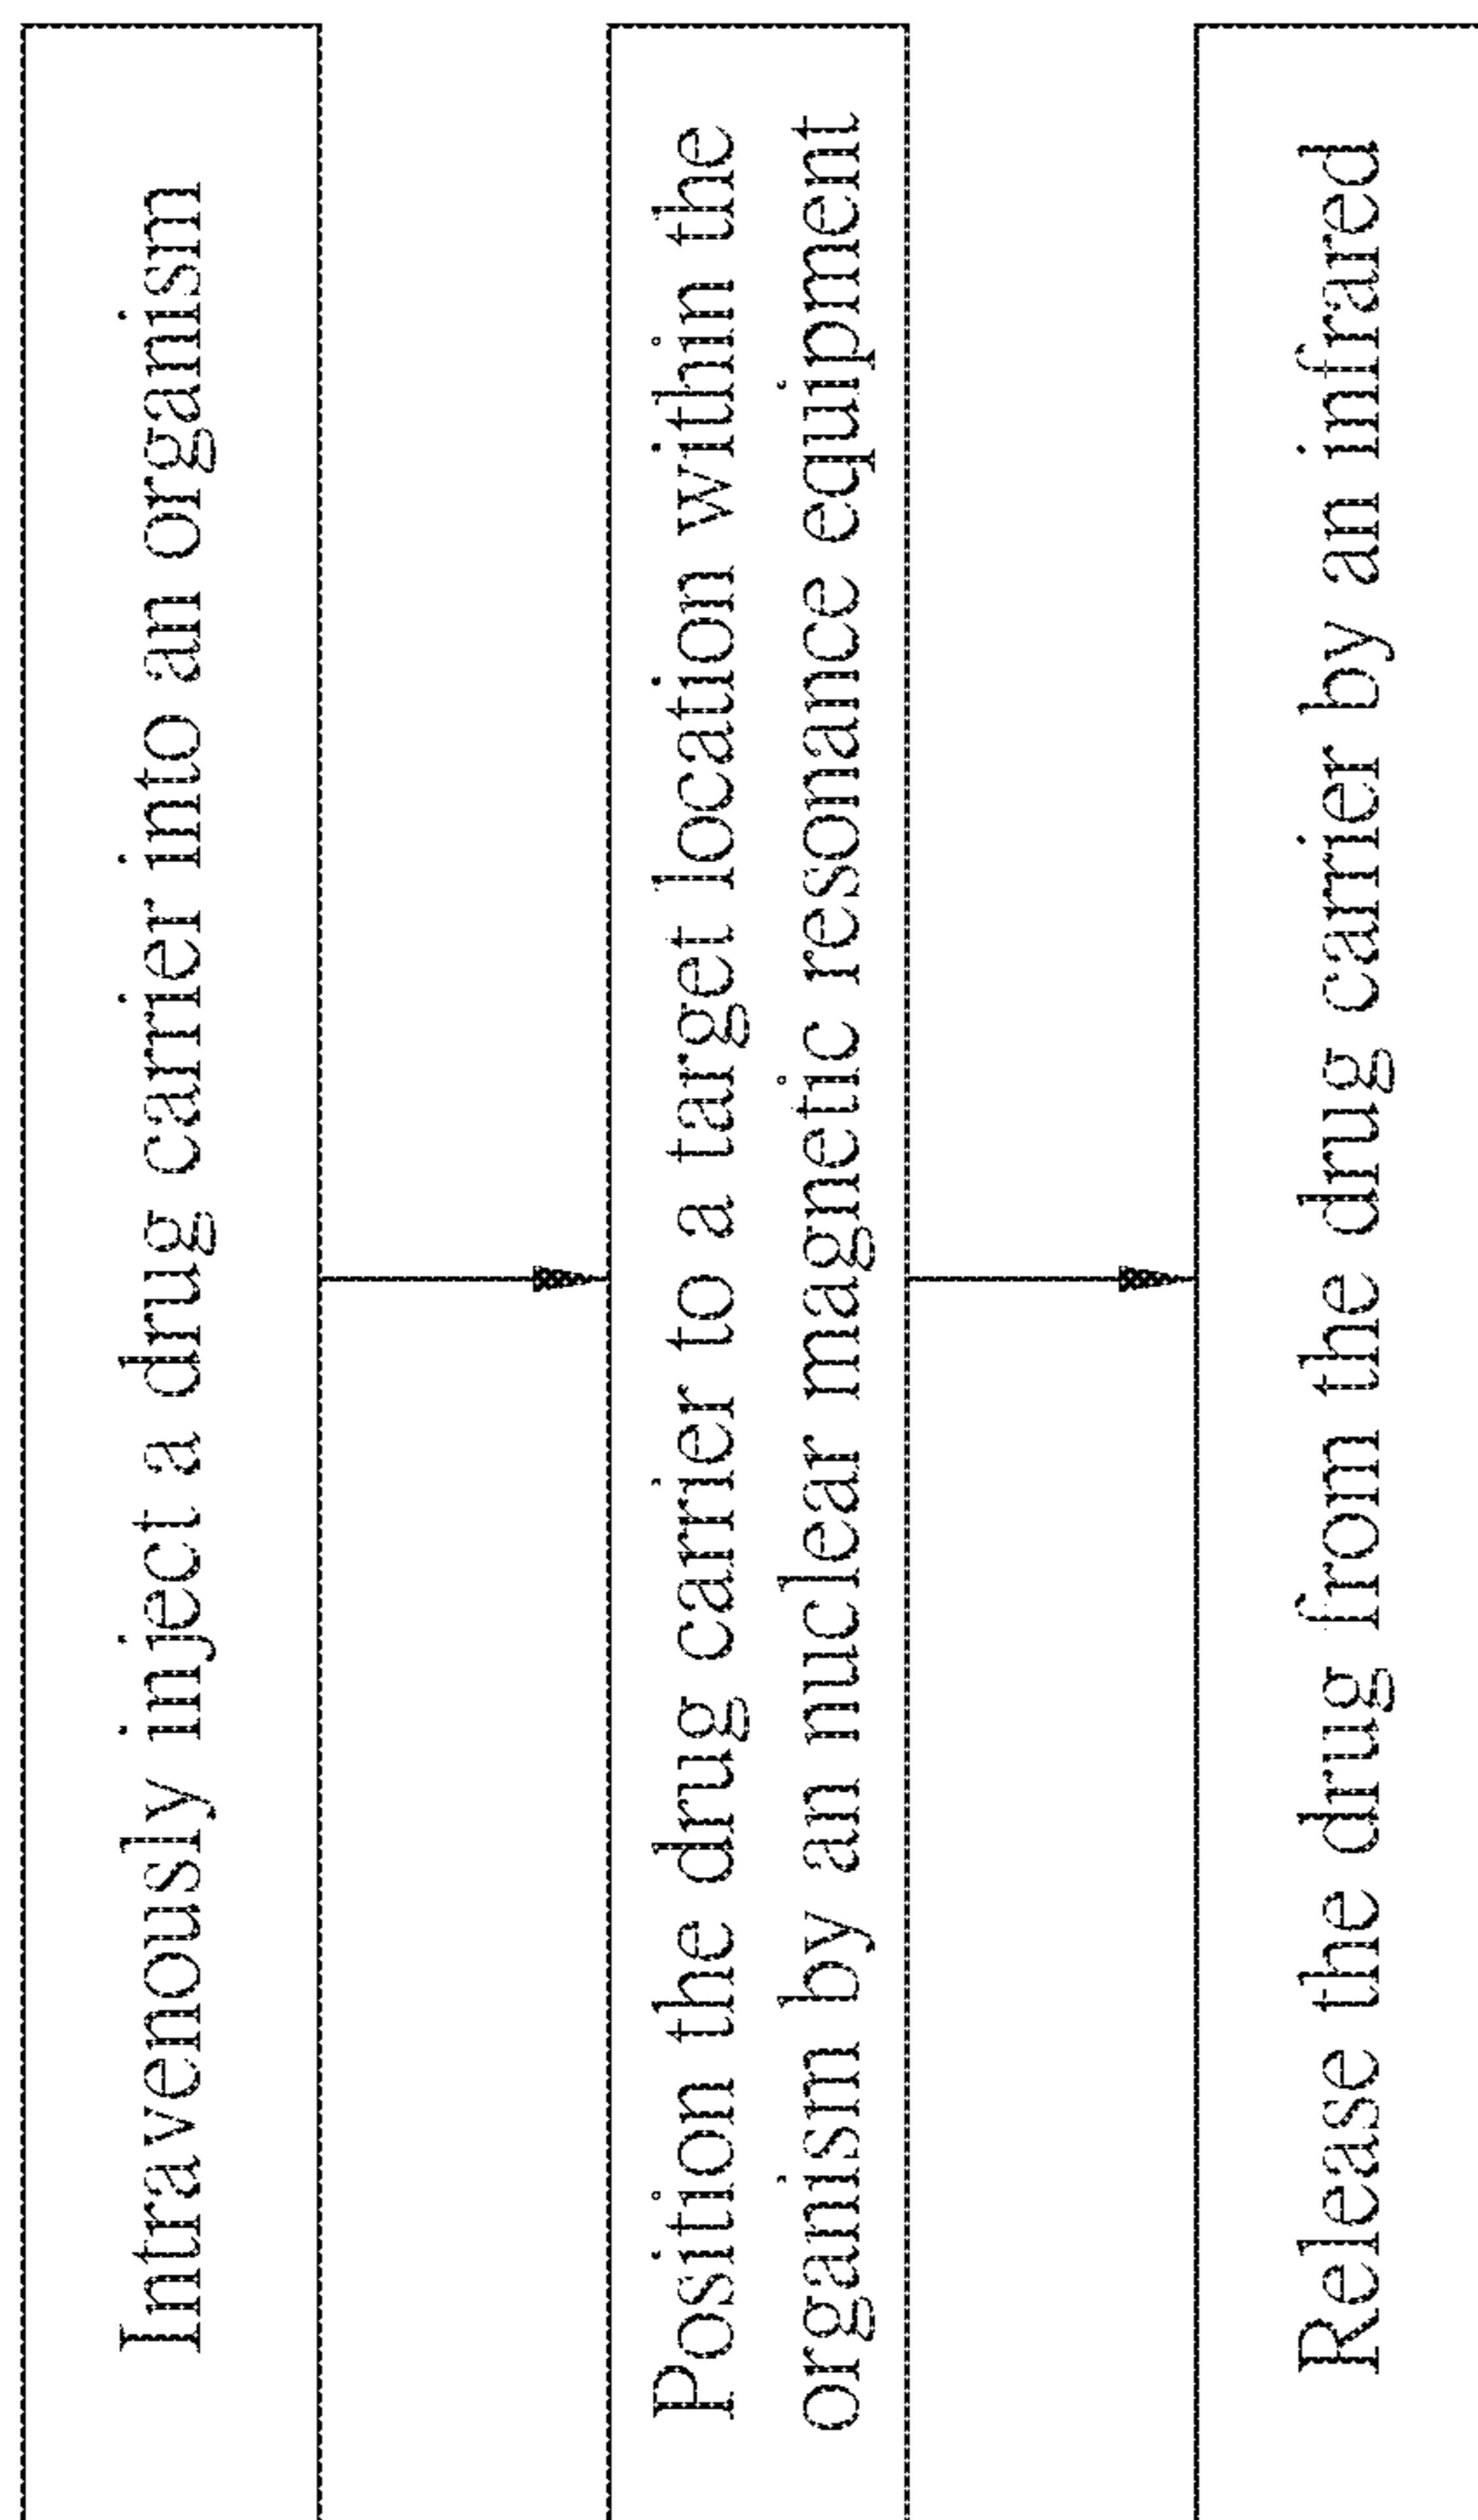 Intravenously inject a drug carrier into an organism
Position the drug carrier to a target location within the
organism by an nuclear magnetic resonance equipment
Release the drug from the drug carrier by an infrared